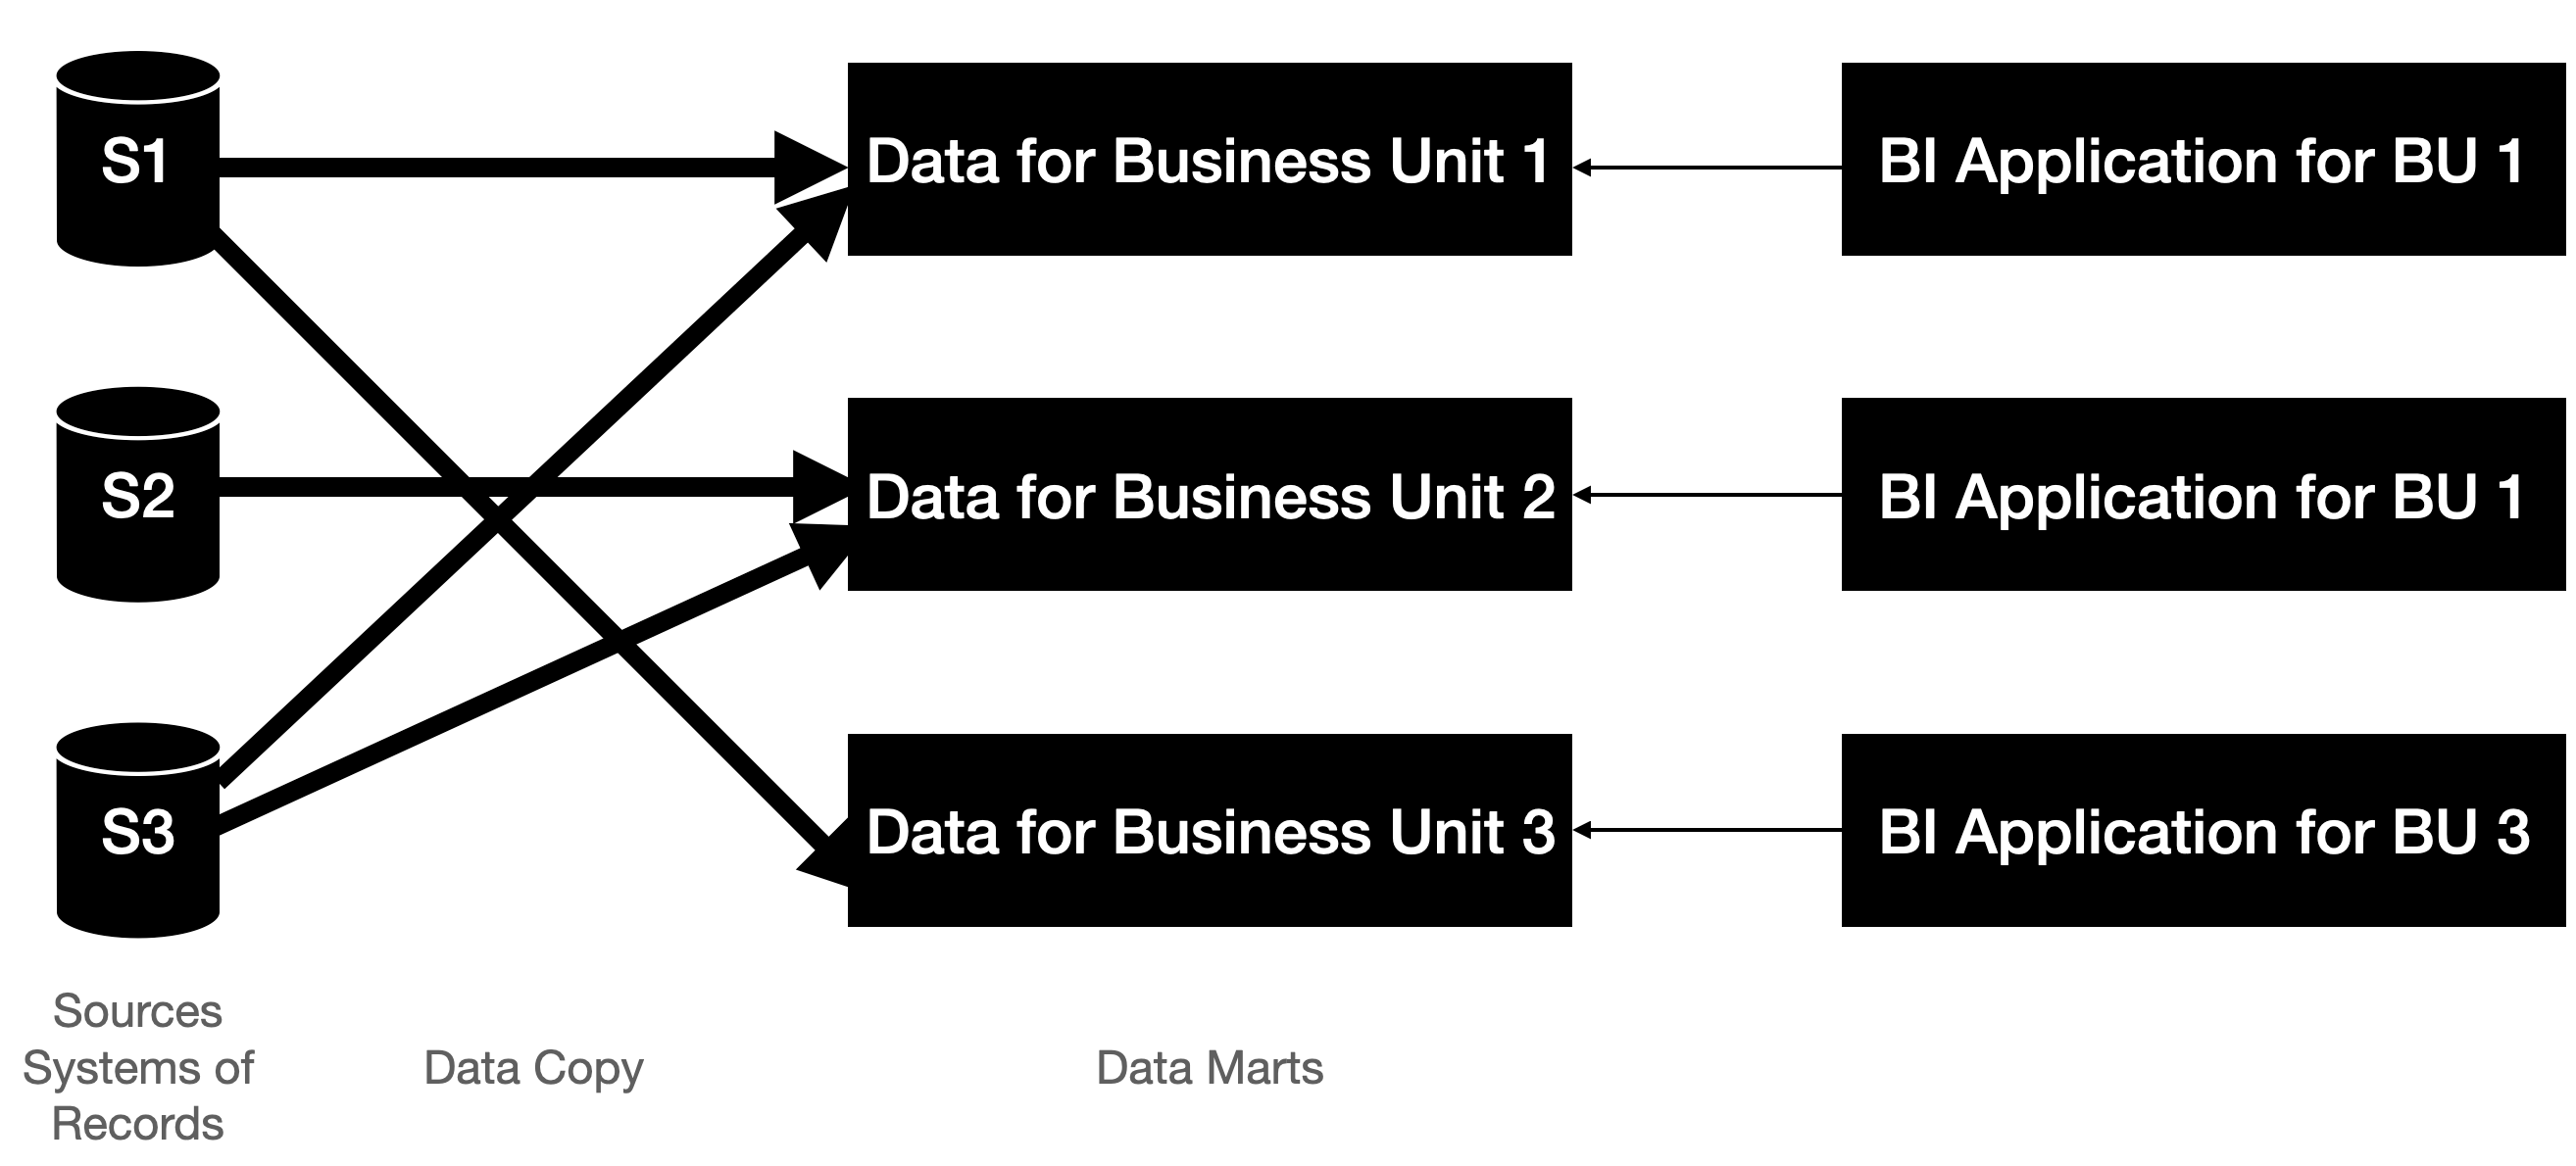 S1
Data for Business Unit 1
BI Application for BU 1
S2
Data for Business Unit 2
BI Application for BU 1
S3
Data for Business Unit 3
BI Application for BU 3
Sources
Systems of
Records
Data Copy
Data Marts